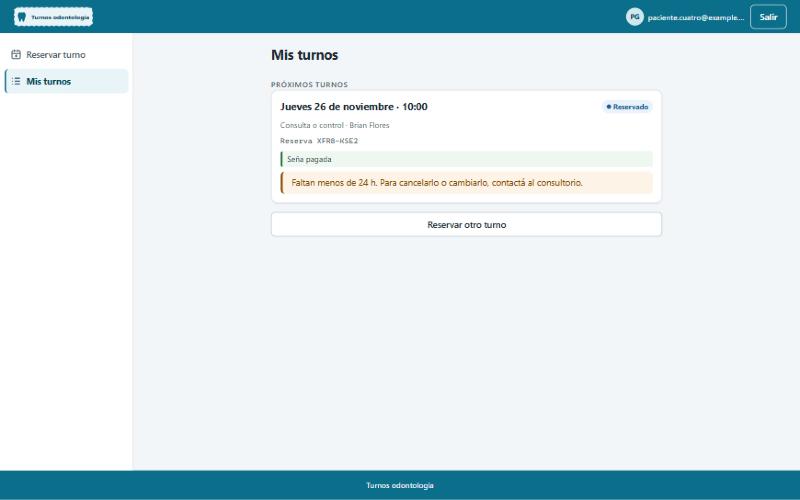 Turnos odontología
PG
paciente.cuatro@example...
Salir
Reservar turno
Mis turnos
Mis turnos
PRÓXIMOS TURNOS
Jueves 26 de noviembre · 10:00
Reservado
Consulta o control · Brian Flores
Reserva XFR8-KSE2
Seña pagada
Faltan menos de 24 h. Para cancelarlo o cambiarlo, contactá al consultorio.
Reservar otro turno
Turnos odontología